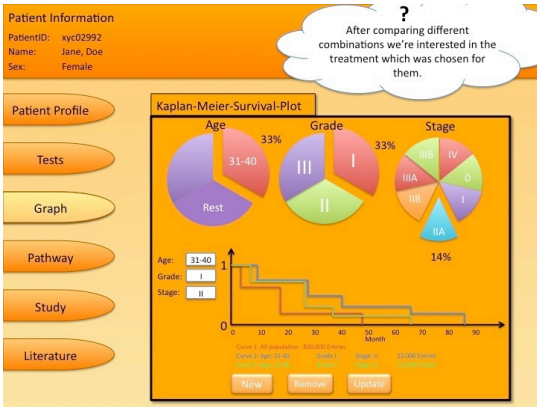 Patient Information
PatientID: xyc02992
Name: Jane, Doe
Sex: Female
?
After comparing different
combinations we're interested in the
treatment which was chosen for
them.
Patient Profile
Tests
Graph
Pathway
Study
Literature
Kaplan-Meier-Survival-Plot
Age
Grade
Stage
33%
33%
31-40
Rest
III
I
II
IIIB
IV
0
IIIA
I
IIB
IIA
14%
Age: 31-40
Grade: I
Stage: II
1
0
0 10 20 30 40 50 60 70 80 90
Month
Curve 1: All population 800.000 Entries
Curve 2: Age: 31-40, Grade I, Stage: V, 23.000 Entries
New
Remove
Update